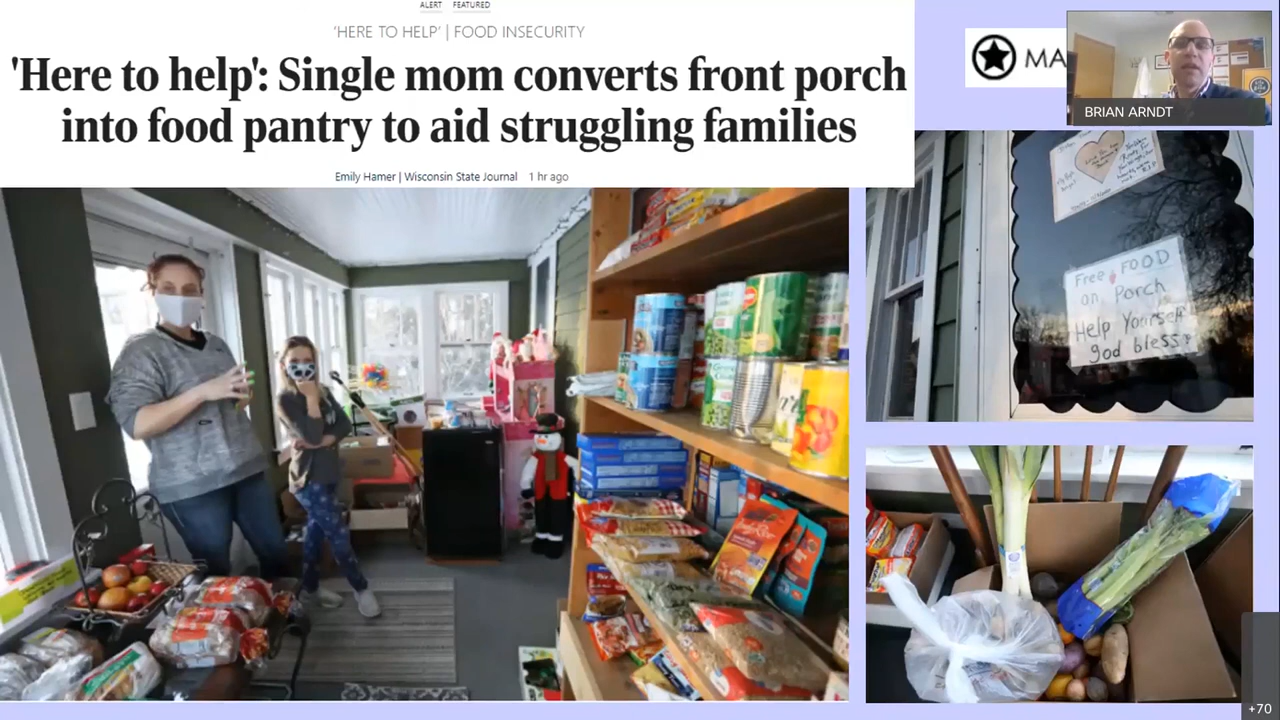 ALERT FEATURED
'HERE TO HELP' | FOOD INSECURITY
'Here to help': Single mom converts front porch
into food pantry to aid struggling families
Emily Hamer | Wisconsin State Journal 1 hr ago
MA
BRIAN ARNDT
Free FOOD
on Porch
Help Yourself
god bless
+70